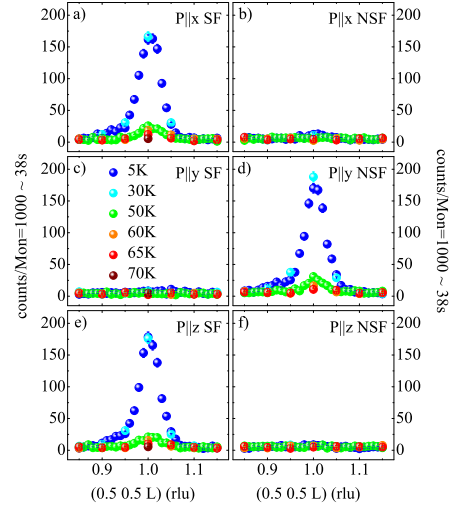 a) P||x SF
b) P||x NSF
200
150
100
50
0
200
150
100
50
0
c) P||y SF
d) P||y NSF
5K
30K
50K
60K
65K
70K
200
150
100
50
0
200
150
100
50
0
e) P||z SF
f) P||z NSF
200
150
100
50
0
200
150
100
50
0
0.9 1.0 1.1
0.9 1.0 1.1
(0.5 0.5 L) (rlu)
(0.5 0.5 L) (rlu)
counts/Mon=1000 ~ 38s
counts/Mon=1000 ~ 38s